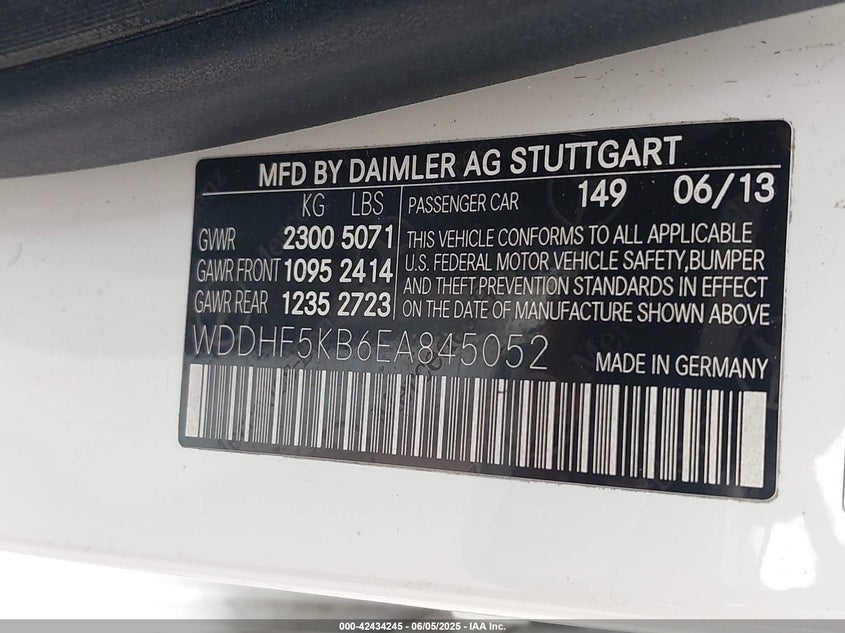 MFD BY DAIMLER AG STUTTGART
KG LBS
GVWR 2300 5071
GAWR FRONT 1095 2414
GAWR REAR 1235 2723
PASSENGER CAR 149 06/13
THIS VEHICLE CONFORMS TO ALL APPLICABLE
U.S. FEDERAL MOTOR VEHICLE SAFETY,BUMPER
AND THEFT PREVENTION STANDARDS IN EFFECT
ON THE DATE OF MANUFACTURE SHOWN ABOVE
WDDHF5KB6EA845052
MADE IN GERMANY
000-42434245 - 06/05/2025 - IAA Inc.